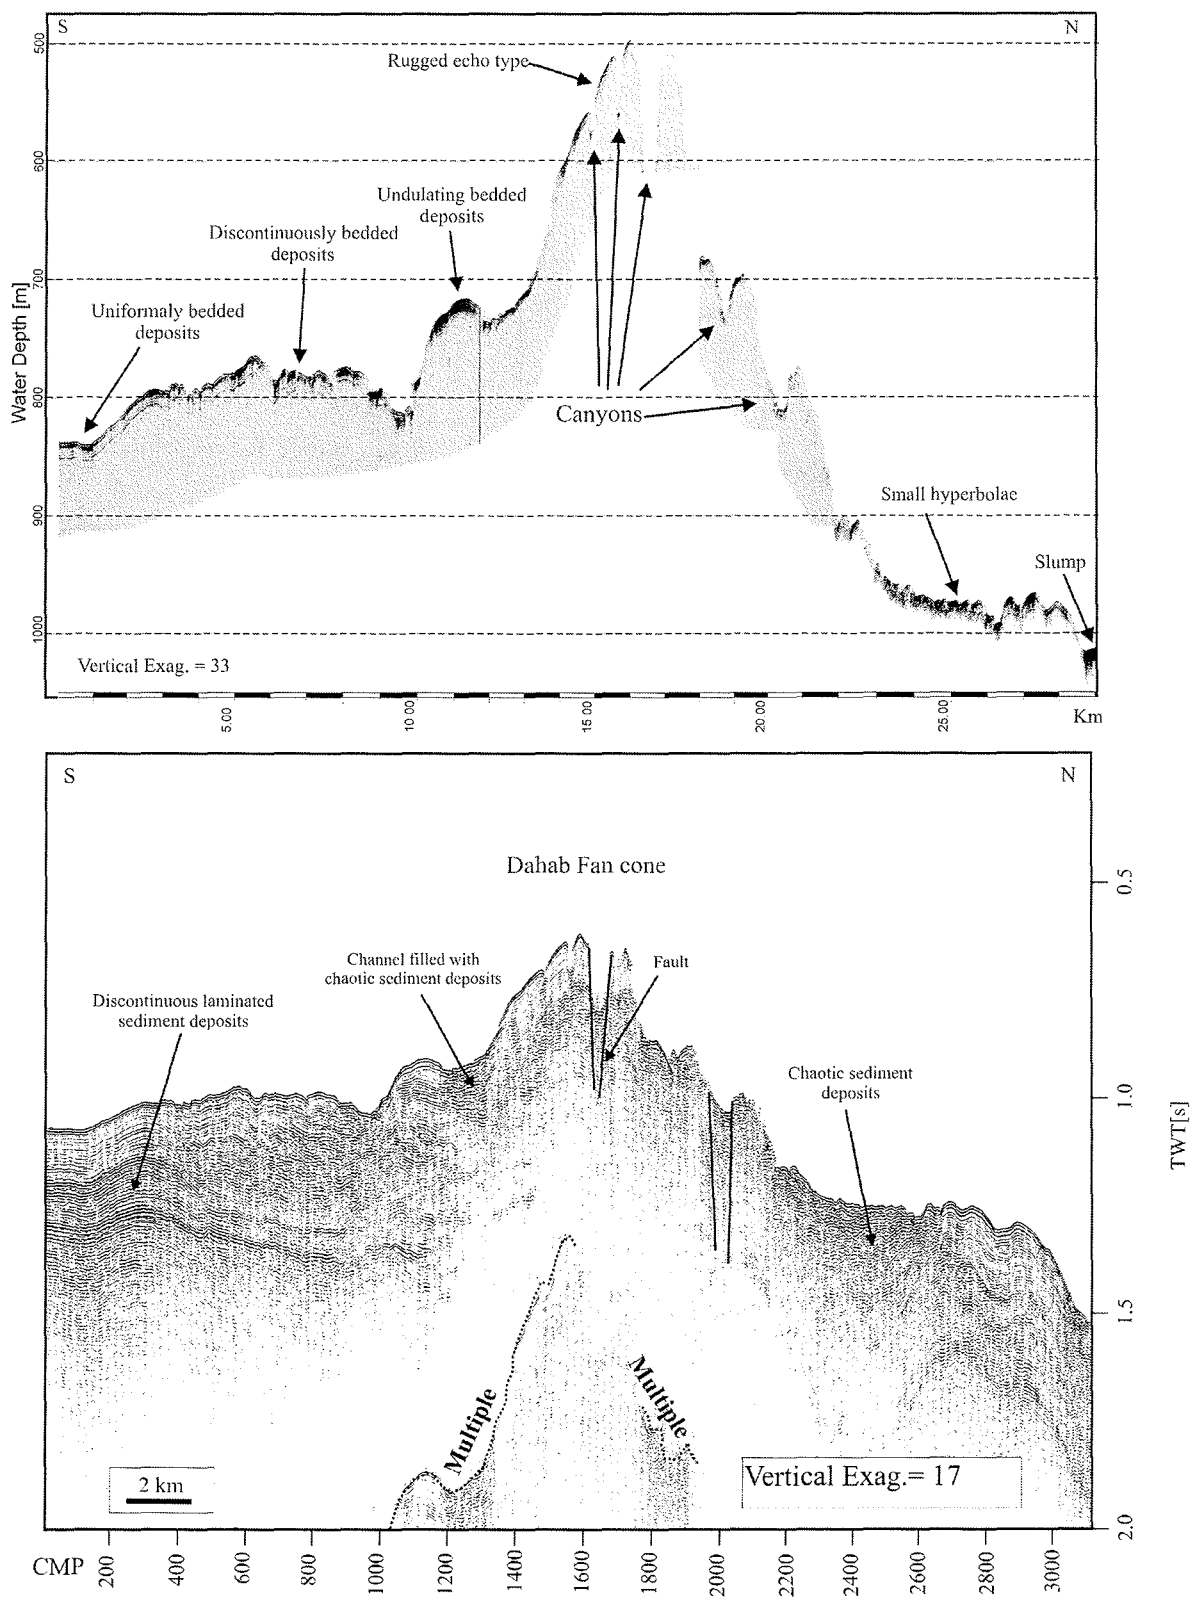 S
N
500
Rugged echo type
600
Undulating bedded
deposits
Discontinuously bedded
deposits
700
Uniformaly bedded
deposits
Water Depth [m]
800
Canyons
Small hyperbolae
900
Slump
1000
Vertical Exag. = 33
5.00
10.00
15.00
20.00
25.00
Km
S
N
Dahab Fan cone
0.5
Channel filled with
chaotic sediment deposits
Fault
Discontinuous laminated
sediment deposits
Chaotic sediment
deposits
1.0
TWT[s]
1.5
Multiple
Multiple
2 km
Vertical Exag.= 17
2.0
CMP
200
400
600
800
1000
1200
1400
1600
1800
2000
2200
2400
2600
2800
3000